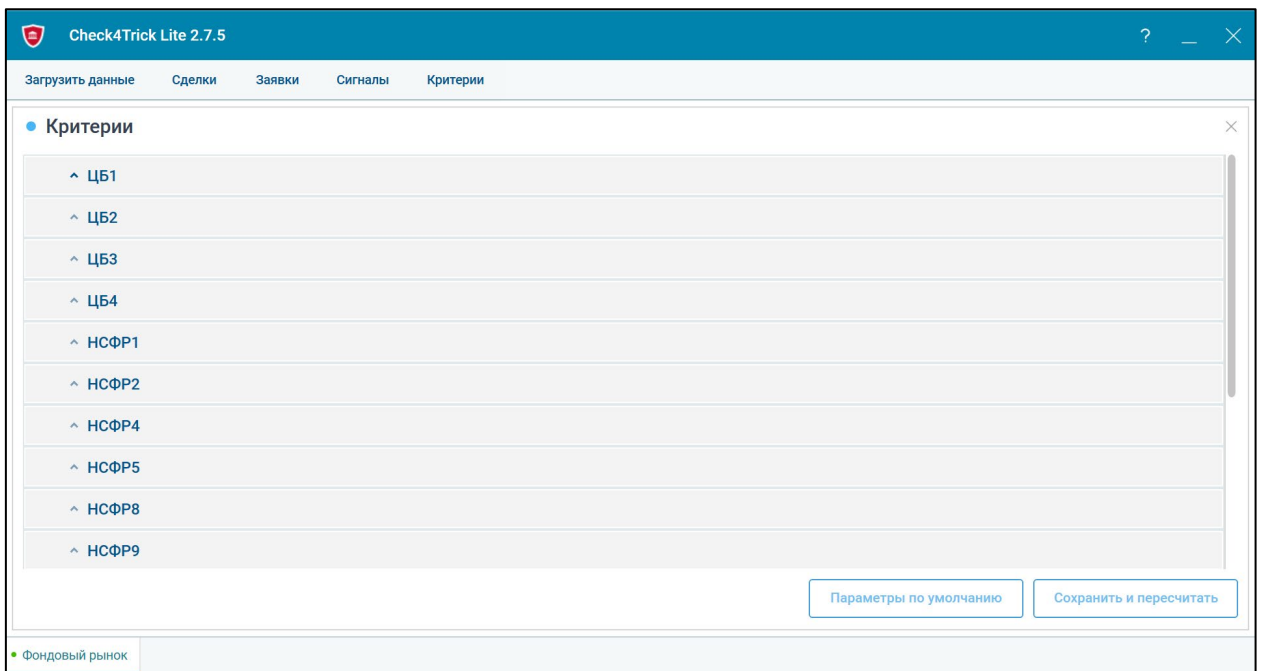 Check4Trick Lite 2.7.5
?
Загрузить данные Сделки Заявки Сигналы Критерии
Критерии
ЦБ1
ЦБ2
ЦБ3
ЦБ4
НСФР1
НСФР2
НСФР4
НСФР5
НСФР8
НСФР9
Параметры по умолчанию Сохранить и пересчитать
Фондовый рынок